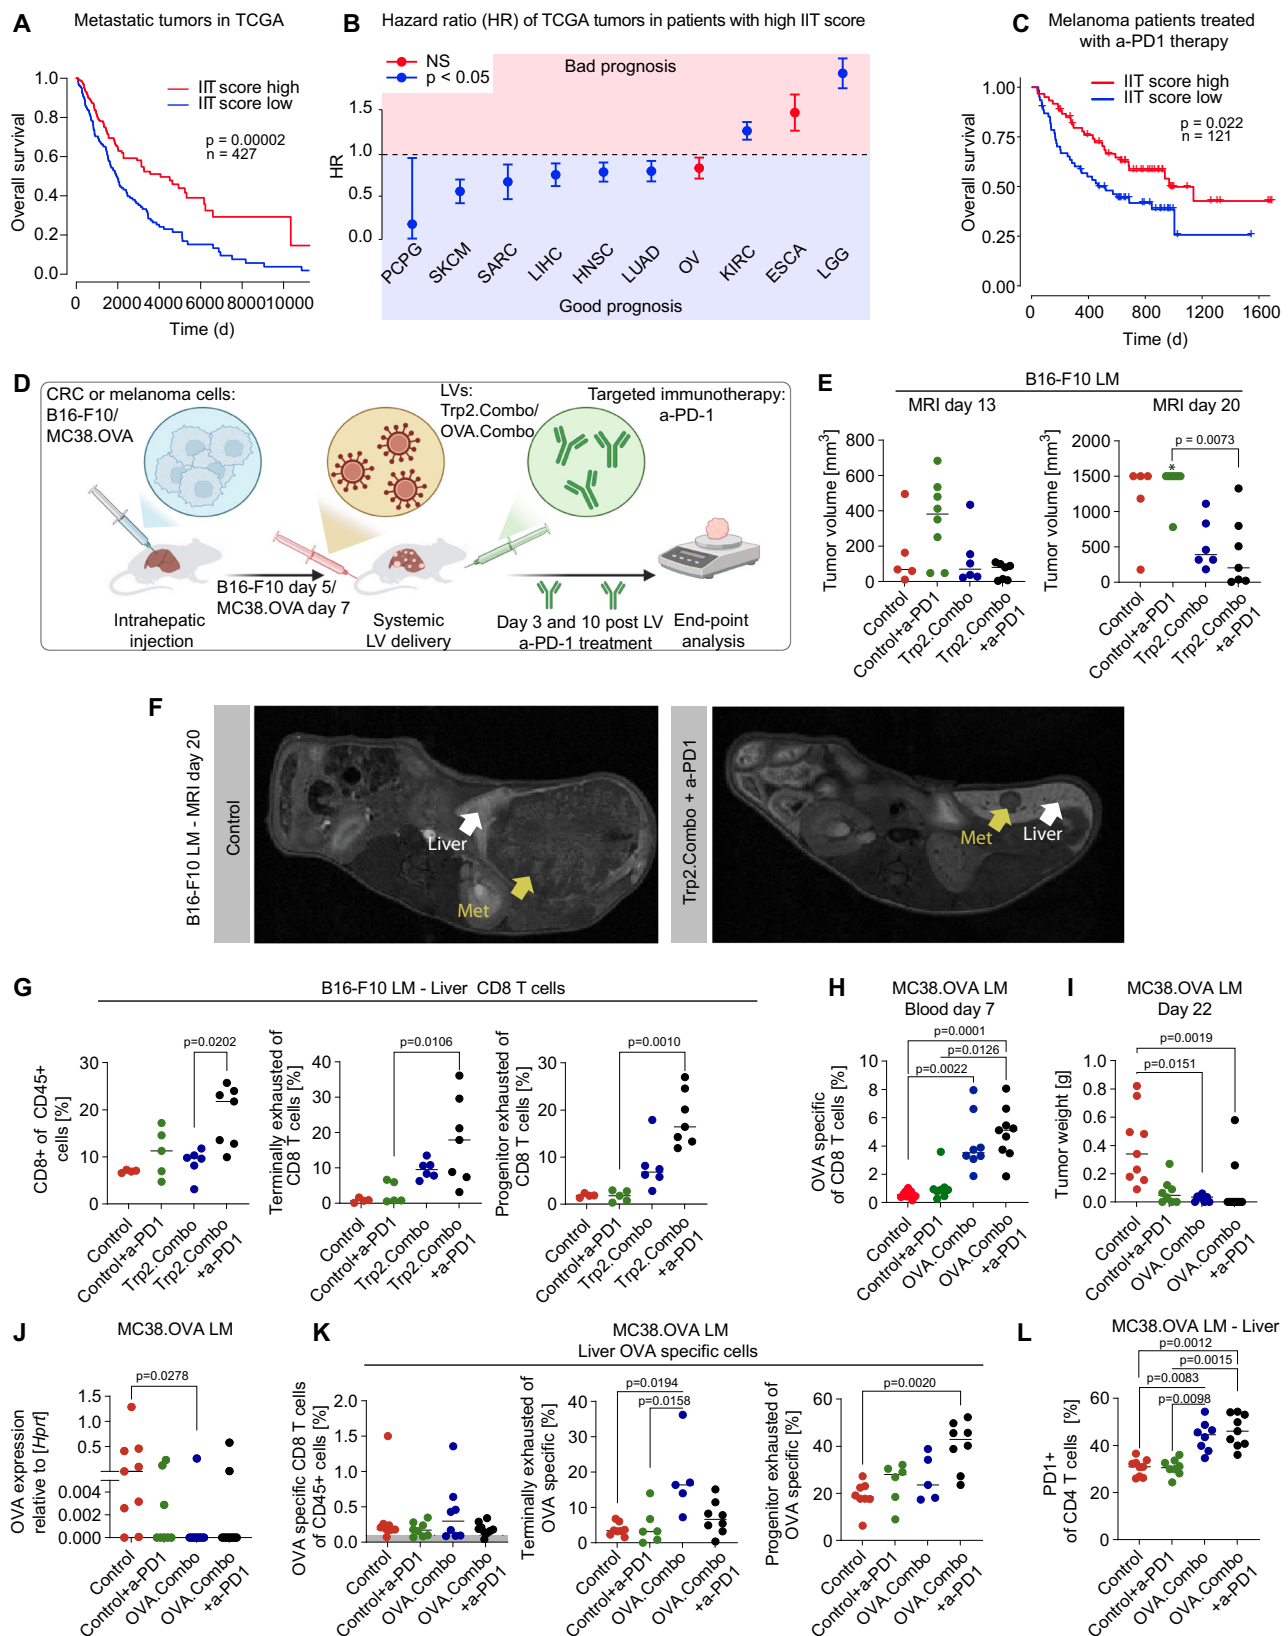 A
Metastatic tumors in TCGA
Overall survival
1.0
0.8
0.6
0.4
0.2
0.0
IIT score high
IIT score low
p = 0.00002
n = 427
0 2000 4000 6000 8000 10000
Time (d)
B
Hazard ratio (HR) of TCGA tumors in patients with high IIT score
NS
p < 0.05
Bad prognosis
HR
1.5
1.0
0.5
0.0
PCPG SKCM SARC LIHC HNSC LUAD OV KIRC ESCA LGG
Good prognosis
C
Melanoma patients treated
with a-PD1 therapy
Overall survival
1.00
0.75
0.50
0.25
0.00
IIT score high
IIT score low
p = 0.022
n = 121
0 400 800 1200 1600
Time (d)
D
CRC or melanoma cells:
B16-F10/
MC38.OVA
LVs:
Trp2.Combo/
OVA.Combo
Targeted immunotherapy:
a-PD-1
B16-F10 day 5/
MC38.OVA day 7
Intrahepatic
injection
Systemic
LV delivery
Day 3 and 10 post LV
a-PD-1 treatment
End-point
analysis
E
B16-F10 LM
MRI day 13
Tumor volume [mm3]
800
600
400
200
0
Control
Control+a-PD1
Trp2.Combo
Trp2.Combo
+a-PD1
MRI day 20
Tumor volume [mm3]
2000
1500
1000
500
0
p = 0.0073
*
Control
Control+a-PD1
Trp2.Combo
Trp2.Combo
+a-PD1
F
B16-F10 LM - MRI day 20
Control
Liver
Met
Trp2.Combo + a-PD1
Met
Liver
G
B16-F10 LM - Liver CD8 T cells
CD8+ of CD45+
cells [%]
30
20
10
0
p=0.0202
Control
Control+a-PD1
Trp2.Combo
Trp2.Combo
+a-PD1
Terminally exhausted of
CD8 T cells [%]
40
30
20
10
0
p=0.0106
Control
Control+a-PD1
Trp2.Combo
Trp2.Combo
+a-PD1
Progenitor exhausted of
CD8 T cells [%]
30
20
10
0
p=0.0010
Control
Control+a-PD1
Trp2.Combo
Trp2.Combo
+a-PD1
H
MC38.OVA LM
Blood day 7
OVA specific
of CD8 T cells [%]
10
8
6
4
2
0
p=0.0001
p=0.0126
p=0.0022
Control
Control+a-PD1
OVA.Combo
OVA.Combo
+a-PD1
I
MC38.OVA LM
Day 22
Tumor weight [g]
1.0
0.8
0.6
0.4
0.2
0.0
p=0.0019
p=0.0151
Control
Control+a-PD1
OVA.Combo
OVA.Combo
+a-PD1
J
MC38.OVA LM
OVA expression
relative to [Hprt]
1.5
1.0
0.5
0.004
0.002
0.000
p=0.0278
Control
Control+a-PD1
OVA.Combo
OVA.Combo
+a-PD1
K
MC38.OVA LM
Liver OVA specific cells
OVA specific CD8 T cells
of CD45+ cells [%]
2.0
1.5
1.0
0.5
0.0
Control
Control+a-PD1
OVA.Combo
OVA.Combo
+a-PD1
Terminally exhausted of
OVA specific [%]
40
30
20
10
0
p=0.0194
p=0.0158
Control
Control+a-PD1
OVA.Combo
OVA.Combo
+a-PD1
Progenitor exhausted of
OVA specific [%]
60
40
20
0
p=0.0020
Control
Control+a-PD1
OVA.Combo
OVA.Combo
+a-PD1
L
MC38.OVA LM - Liver
PD1+
of CD4 T cells [%]
60
40
20
0
p=0.0012
p=0.0015
p=0.0083
p=0.0098
Control
Control+a-PD1
OVA.Combo
OVA.Combo
+a-PD1